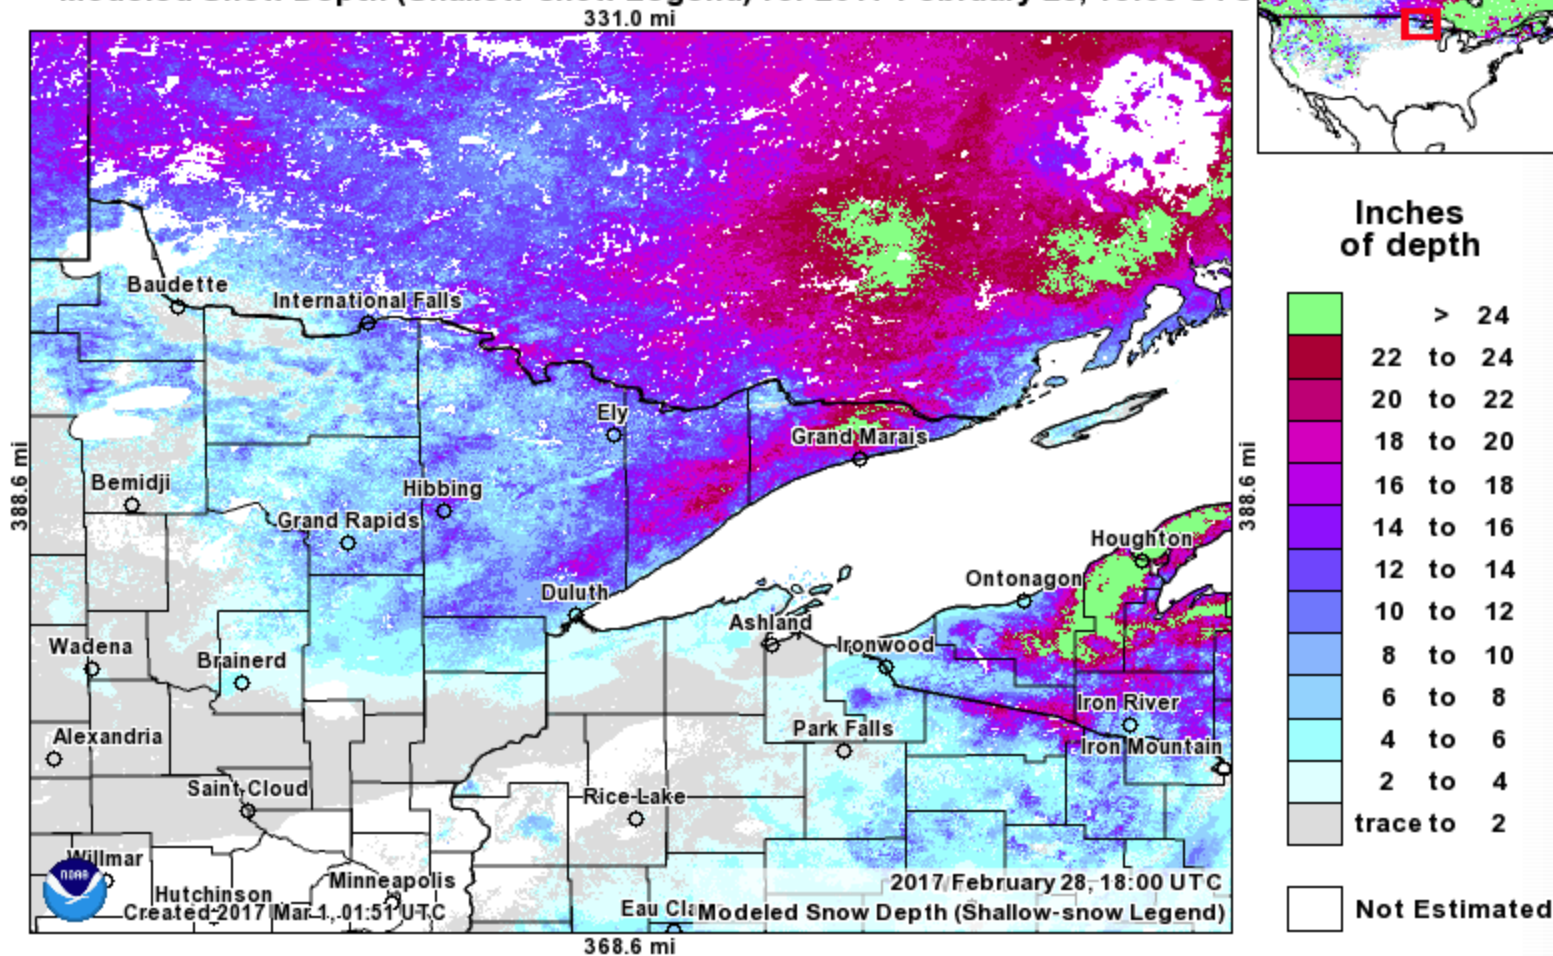 331.0 mi
388.6 mi
388.6 mi
Baudette
International Falls
Ely
Grand Marais
Bemidji
Hibbing
Grand Rapids
Houghton
Duluth
Ontonagon
Ashland
Ironwood
Wadena
Brainerd
Iron River
Park Falls
Alexandria
Iron Mountain
Saint Cloud
Rice Lake
Willmar
NOAA
Minneapolis
Hutchinson
Created 2017 Mar 1, 01:51 UTC
Eau Cla
2017 February 28, 18:00 UTC
Modeled Snow Depth (Shallow-snow Legend)
368.6 mi
Inches
of depth
> 24
22 to 24
20 to 22
18 to 20
16 to 18
14 to 16
12 to 14
10 to 12
8 to 10
6 to 8
4 to 6
2 to 4
trace to 2
Not Estimated